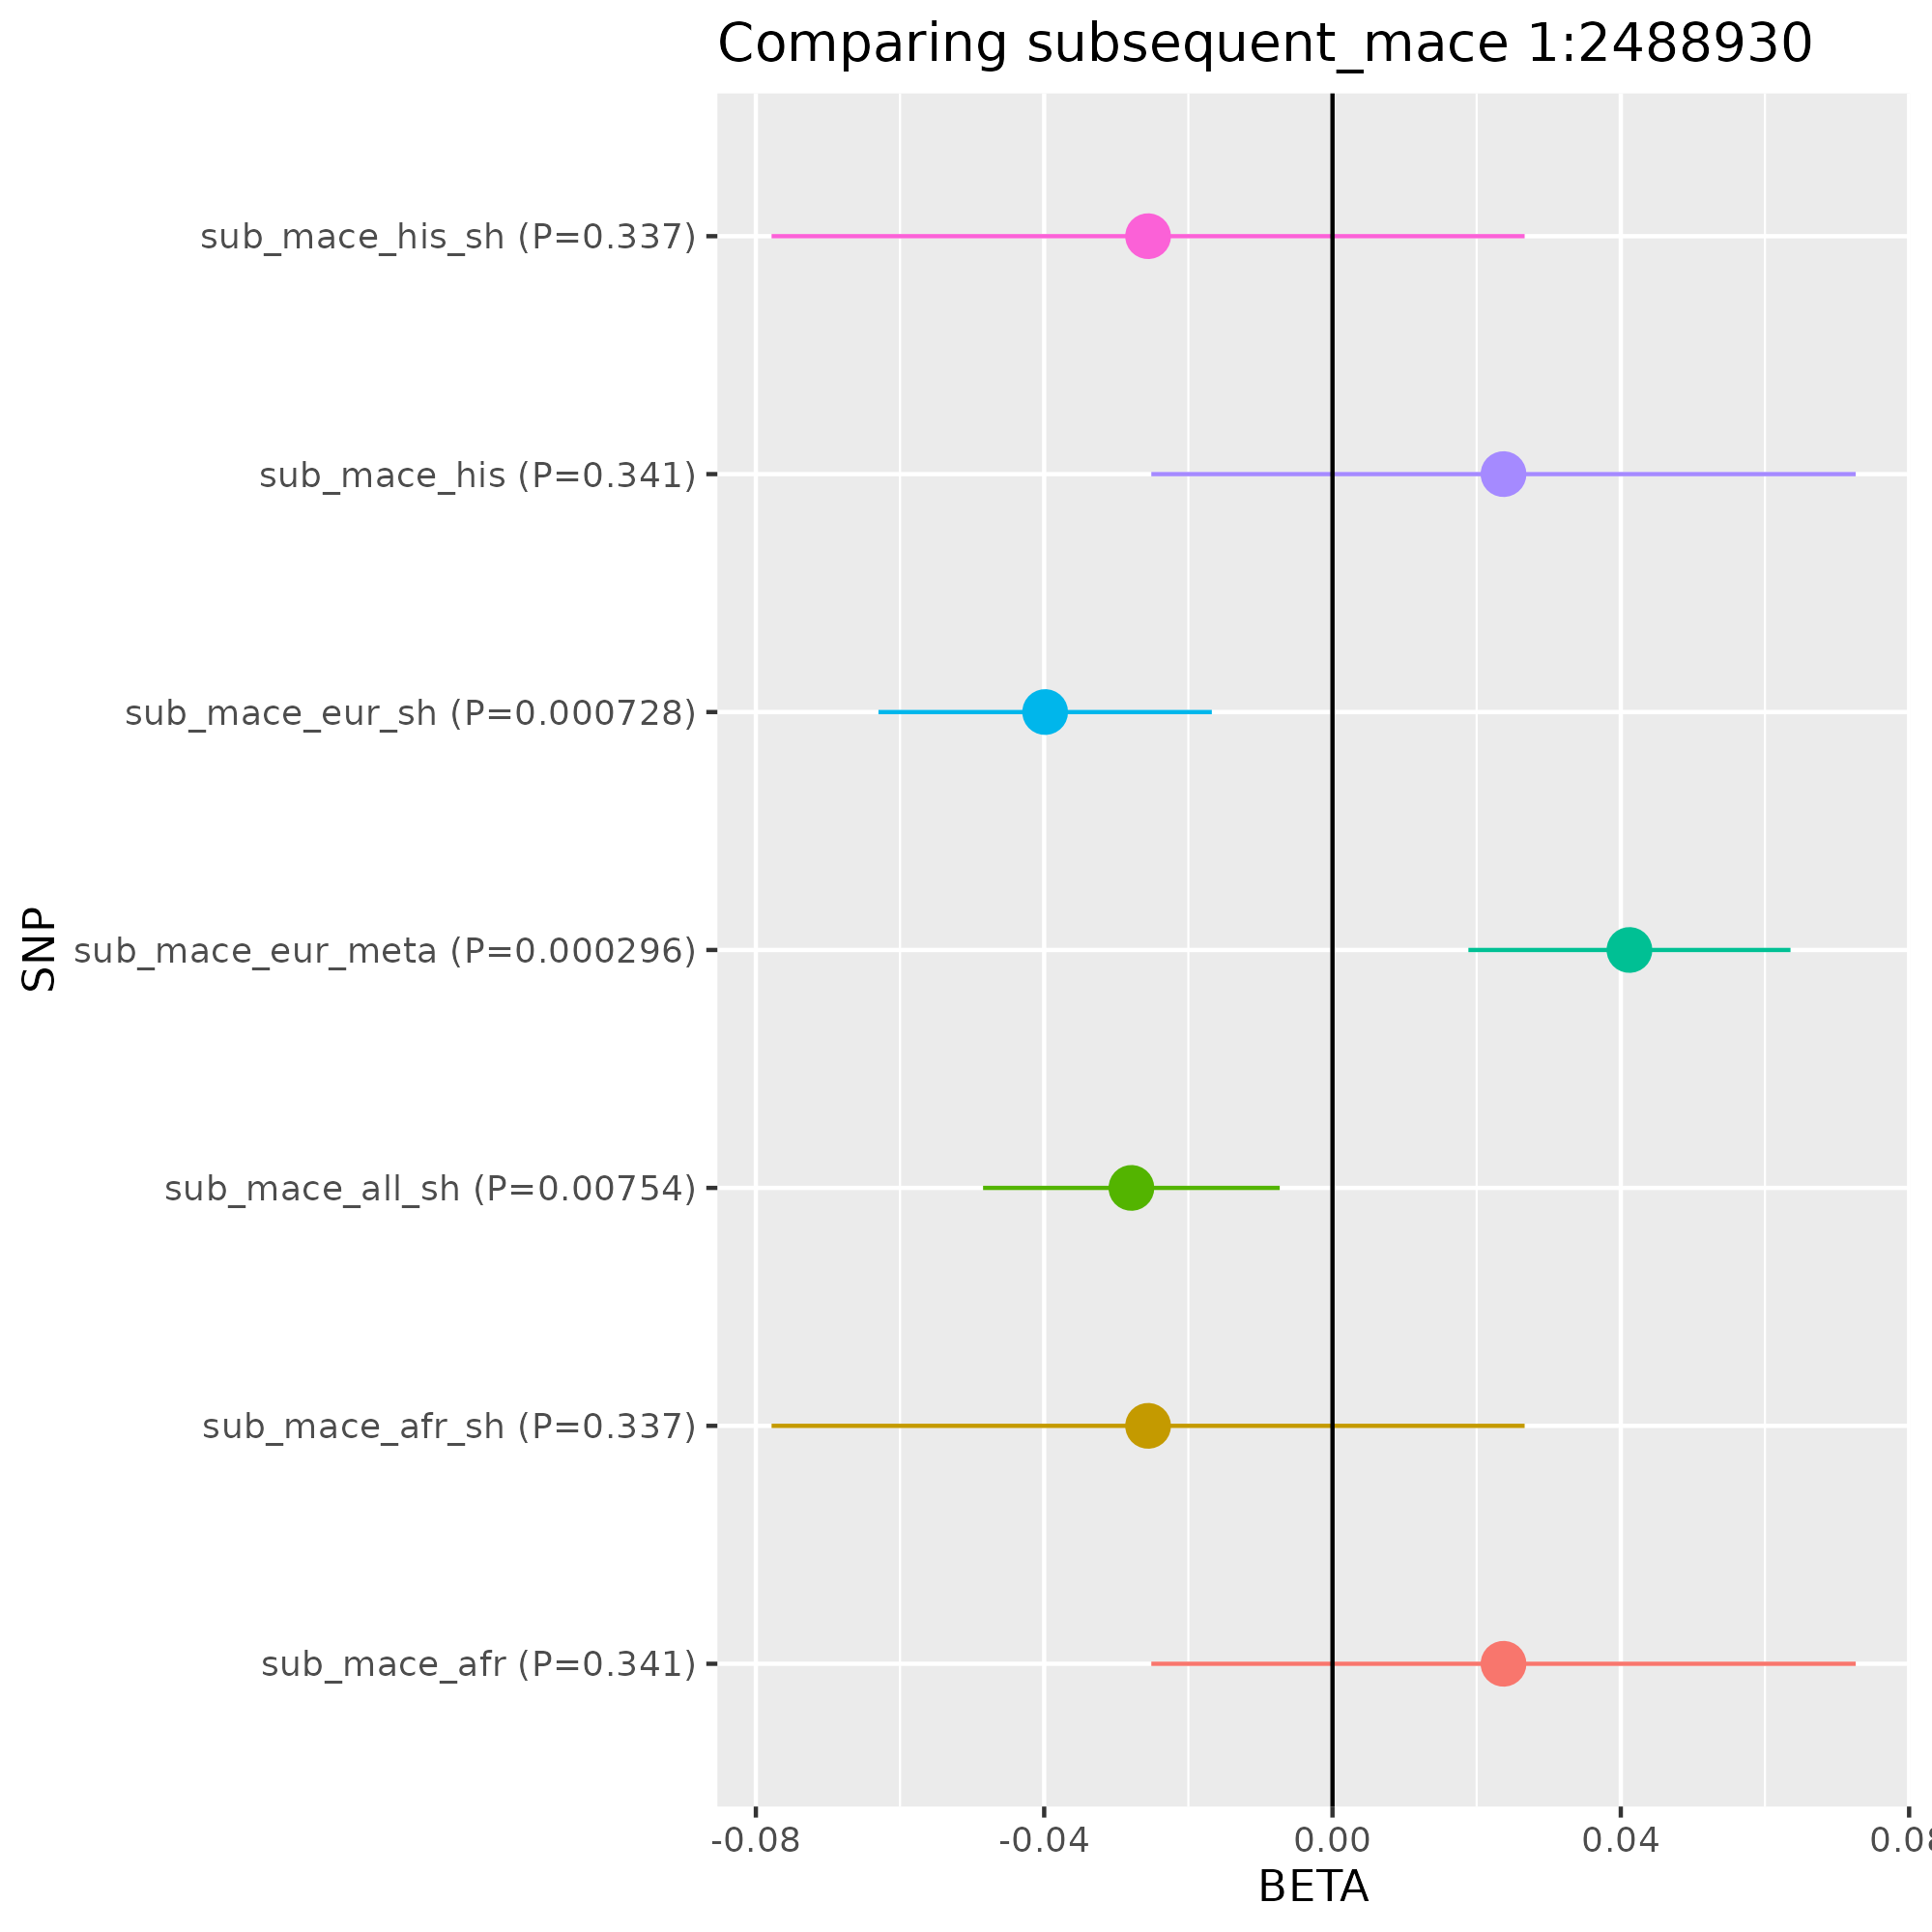 Comparing subsequent_mace 1:2488930
sub_mace_his_sh (P=0.337)
sub_mace_his (P=0.341)
sub_mace_eur_sh (P=0.000728)
SNP
sub_mace_eur_meta (P=0.000296)
sub_mace_all_sh (P=0.00754)
sub_mace_afr_sh (P=0.337)
sub_mace_afr (P=0.341)
-0.08 -0.04 0.00 0.04 0.08
BETA